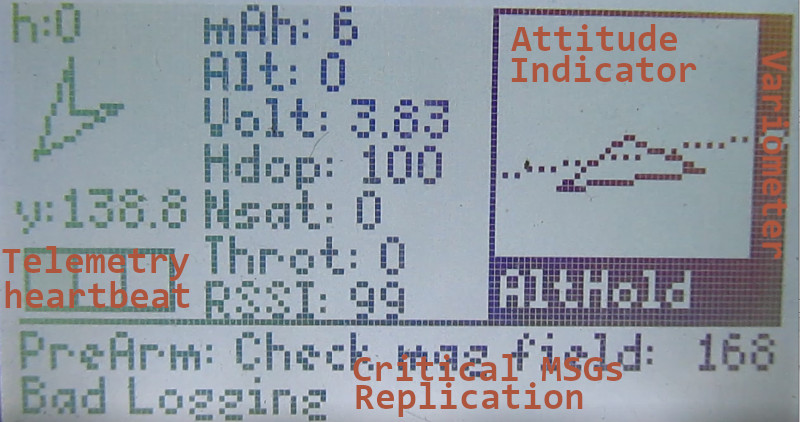 h:0
mAh: 6
Alt: 0
Volt: 3.83
Hdop: 100
y:138.8
Nsat: 0
Throt: 0
RSSI: 99
Telemetry
heartbeat
Attitude
Indicator
Variometer
AltHold
PreArm: Check mag field: 168
Bad Logging
Critical MSGs
Replication